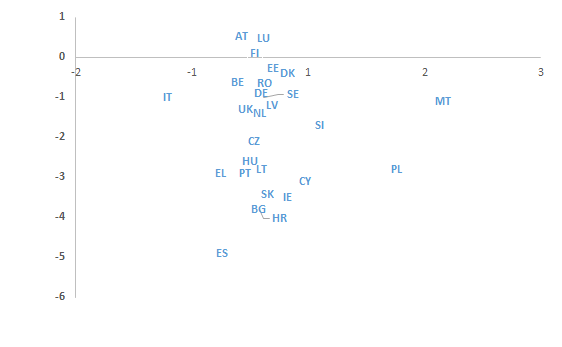 1
AT LU
FI
0
EE DK
-2 -1 1 2 3
BE RO
DE SE
-1 IT MT
UK NL LV
SI
-2
CZ
HU
EL PT LT PL
-3
CY
SK IE
BG
-4 HR
ES
-5
-6